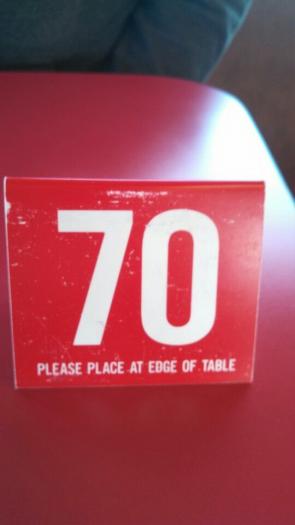 70
PLEASE PLACE AT EDGE OF TABLE